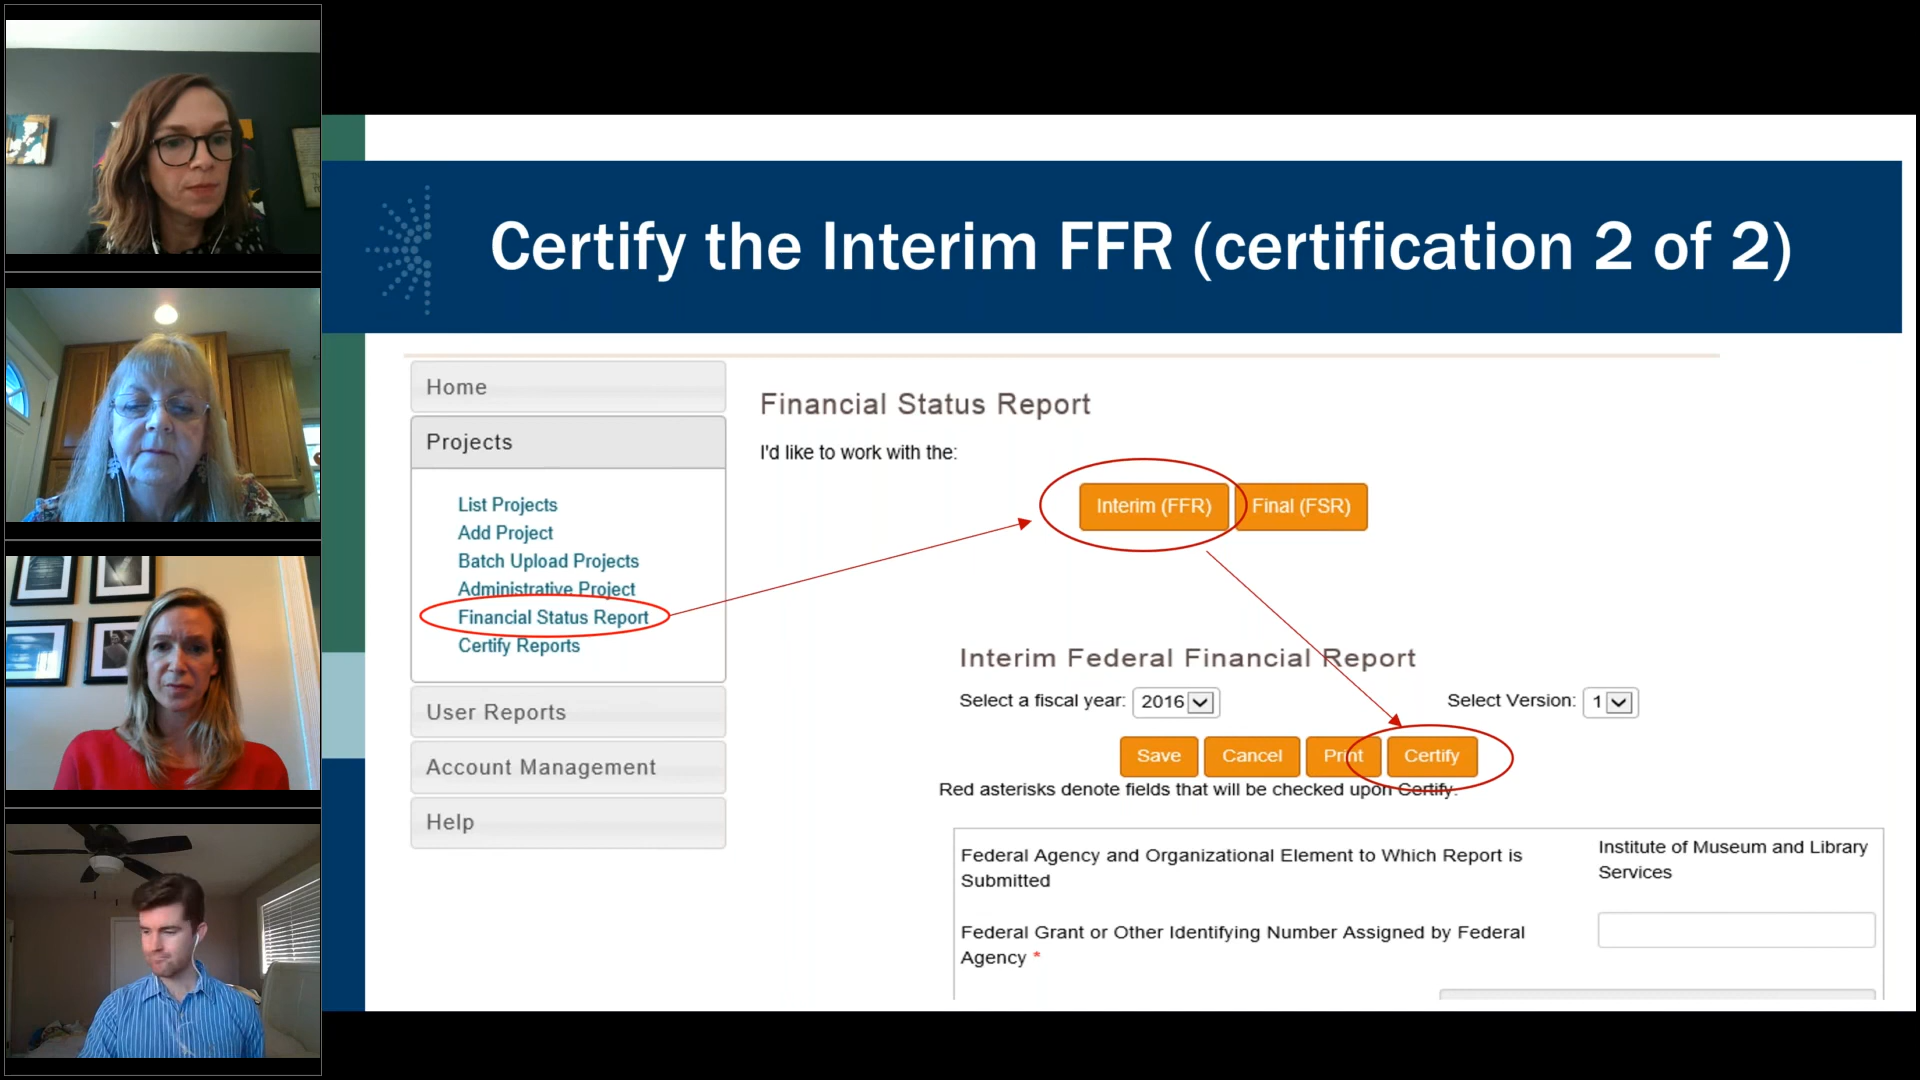 Certify the Interim FFR (certification 2 of 2)
Home
Projects
List Projects
Add Project
Batch Upload Projects
Administrative Project
Financial Status Report
Certify Reports
User Reports
Account Management
Help
Financial Status Report
I'd like to work with the:
Interim (FFR)
Final (FSR)
Interim Federal Financial Report
Select a fiscal year: 2016
Select Version: 1
Save
Cancel
Print
Certify
Red asterisks denote fields that will be checked upon Certify.
Federal Agency and Organizational Element to Which Report is
Submitted
Institute of Museum and Library
Services
Federal Grant or Other Identifying Number Assigned by Federal
Agency *